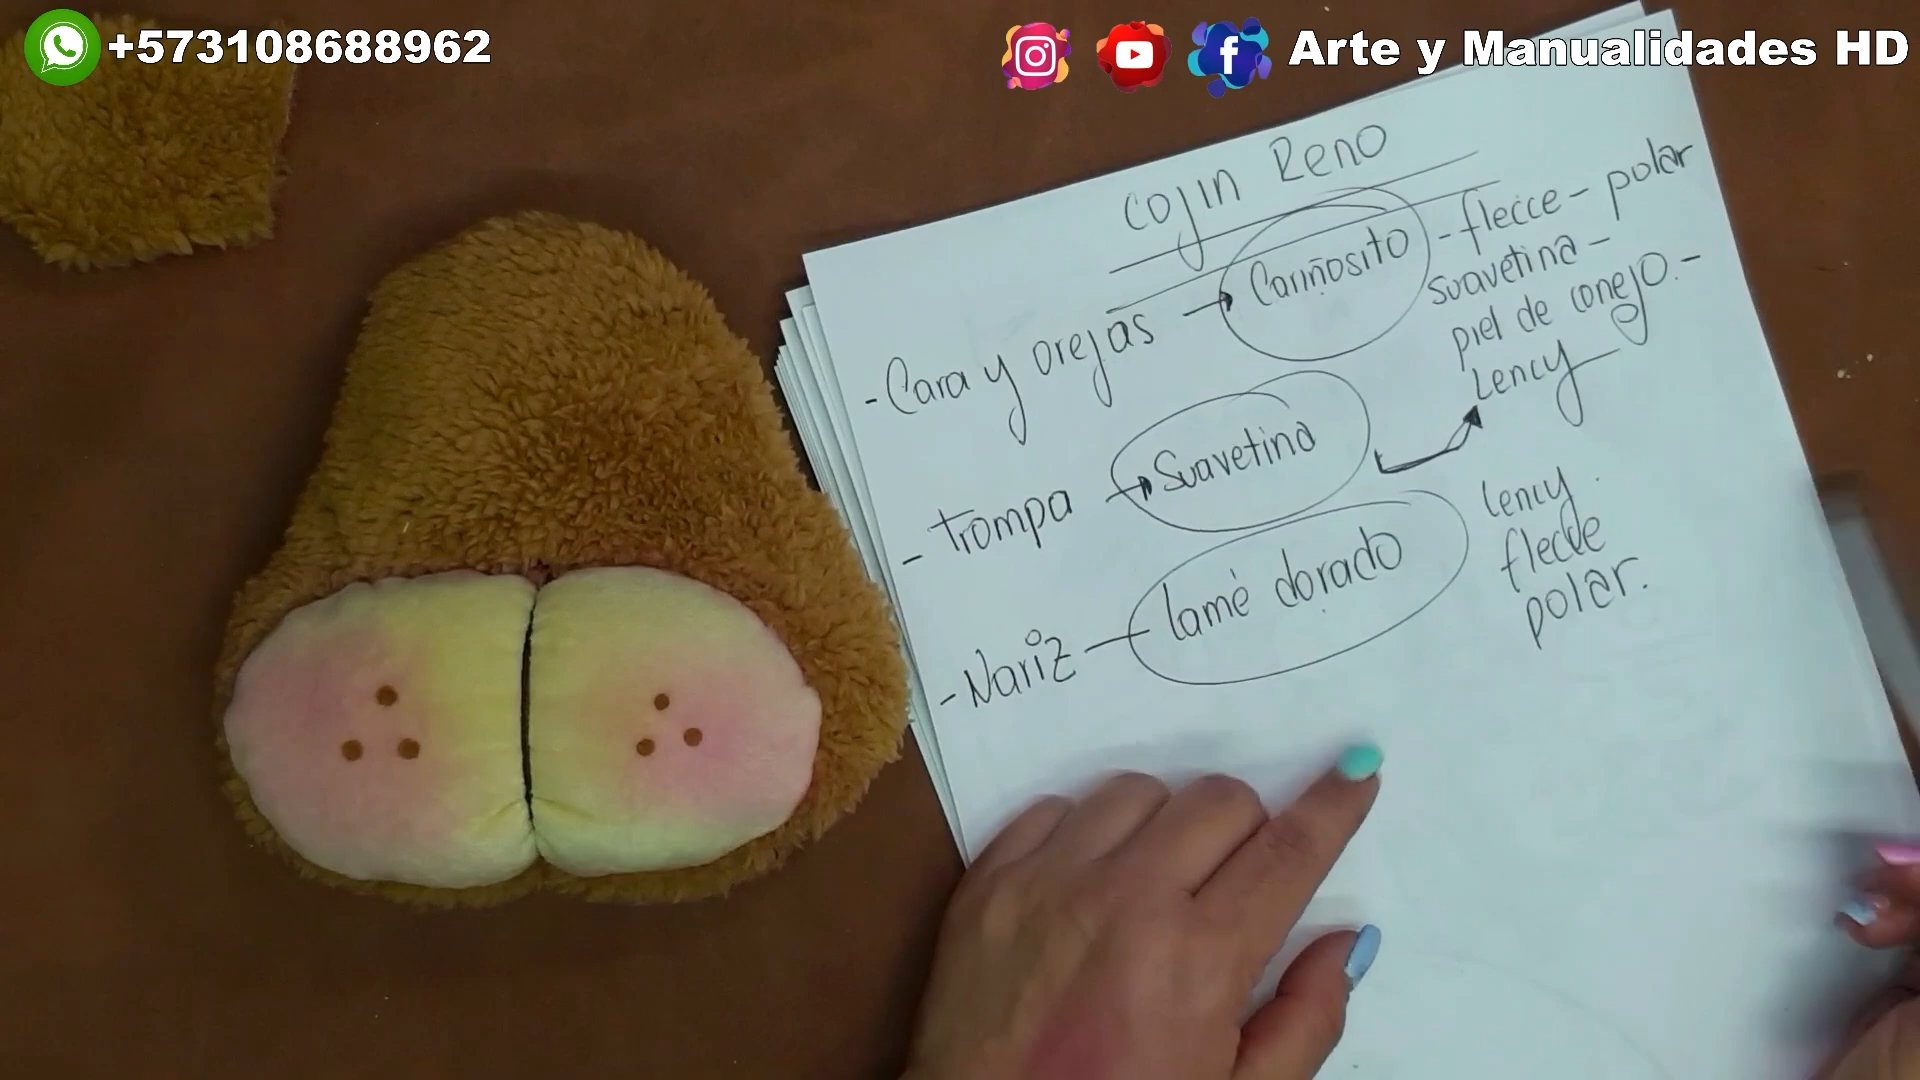 +573108688962
Arte y Manualidades HD
Cojin Reno
- Cara y orejas → Cariñosito - flecce - polar
suavetina -
piel de conejo. -
Lency
- trompa → Suavetina
- Nariz — lamé dorado
lency
flecce
polar.